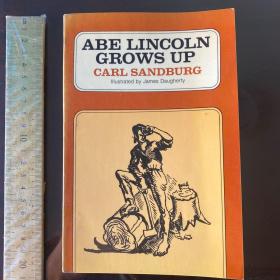 ABE LINCOLN
GROWS UP
CARL SANDBURG
Illustrated by James Daugherty